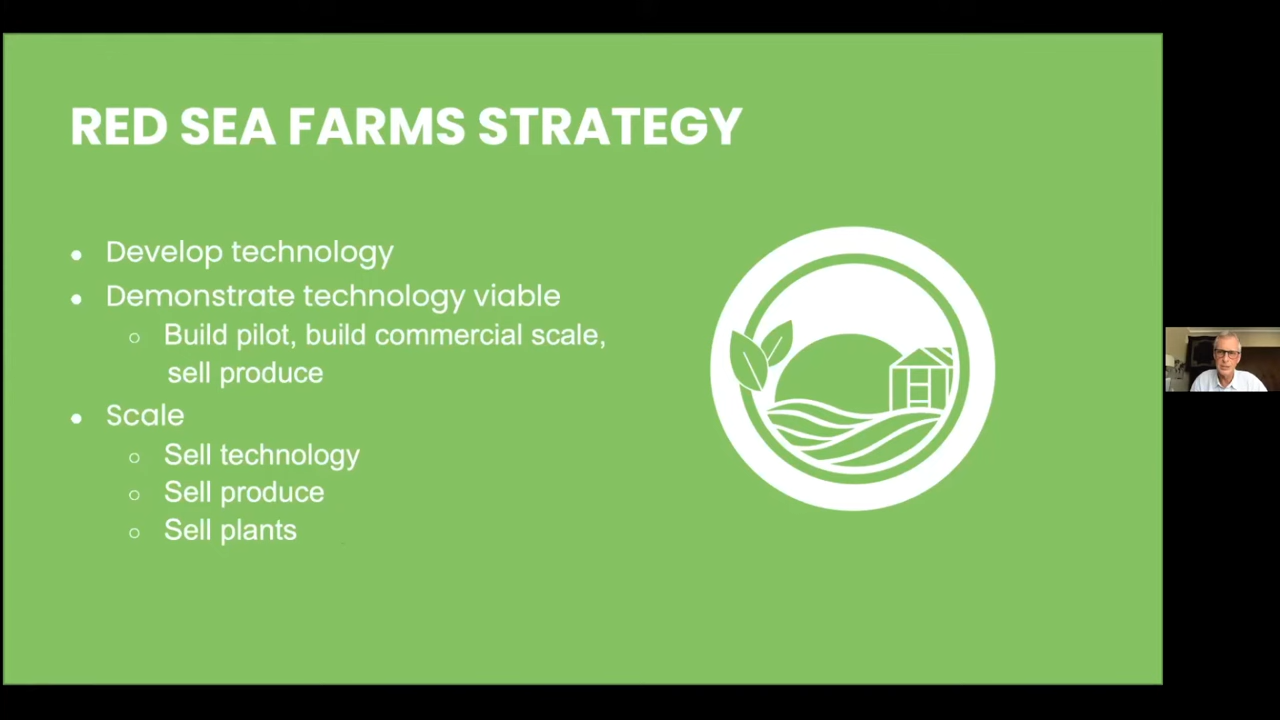 RED SEA FARMS STRATEGY
● Develop technology
● Demonstrate technology viable
○ Build pilot, build commercial scale,
sell produce
● Scale
○ Sell technology
○ Sell produce
○ Sell plants